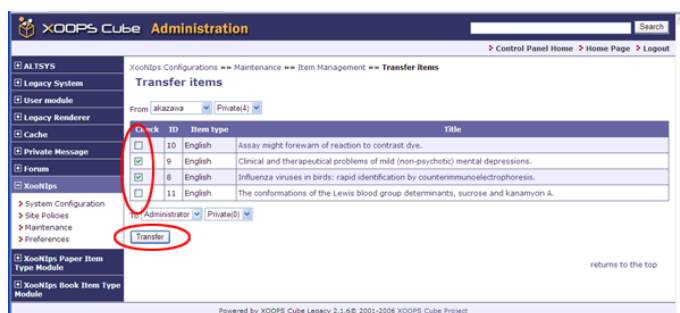 XOOPS Cube Administration
Search
Control Panel Home Home Page Logout
ALTSYS
Legacy System
User module
Legacy Renderer
Cache
Private Message
Forum
XooNIps
System Configuration
Site Policies
Maintenance
Preferences
XooNIps Paper Item
Type Module
XooNIps Book Item Type
Module
XooNIps Configurations »» Maintenance »» Item Management »» Transfer items
Transfer items
From akazawa Private(4)
Check ID Item type Title
10 English Assay might forewarn of reaction to contrast dye.
9 English Clinical and therapeutical problems of mild (non-psychotic) mental depressions.
8 English Influenza viruses in birds: rapid identification by counterimmunoelectrophoresis.
11 English The conformations of the Lewis blood group determinants, sucrose and kanamycin A.
To Administrator Private(0)
Transfer
returns to the top
Powered by XOOPS Cube Legacy 2.1.6© 2001-2006 XOOPS Cube Project